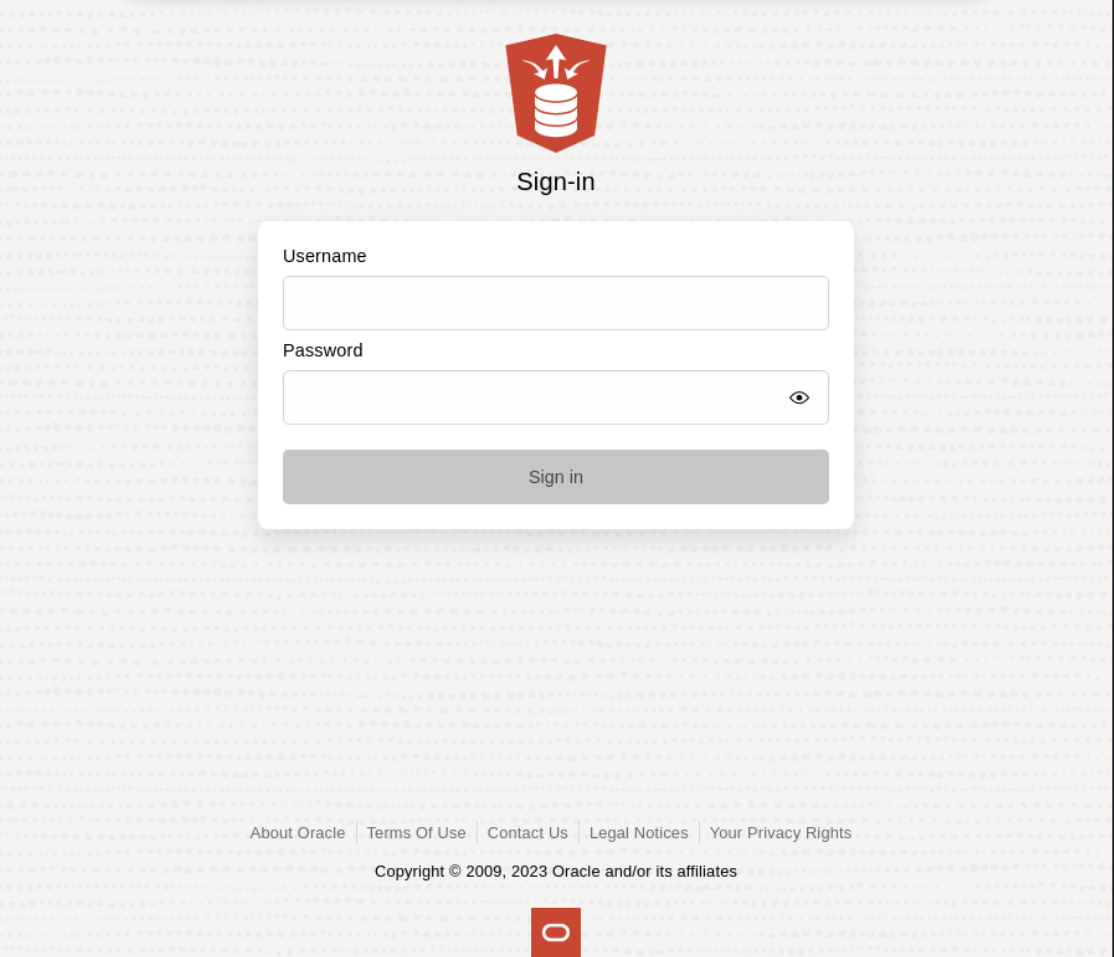 Sign-in
Username
Password
Sign in
About Oracle Terms Of Use Contact Us Legal Notices Your Privacy Rights
Copyright © 2009, 2023 Oracle and/or its affiliates